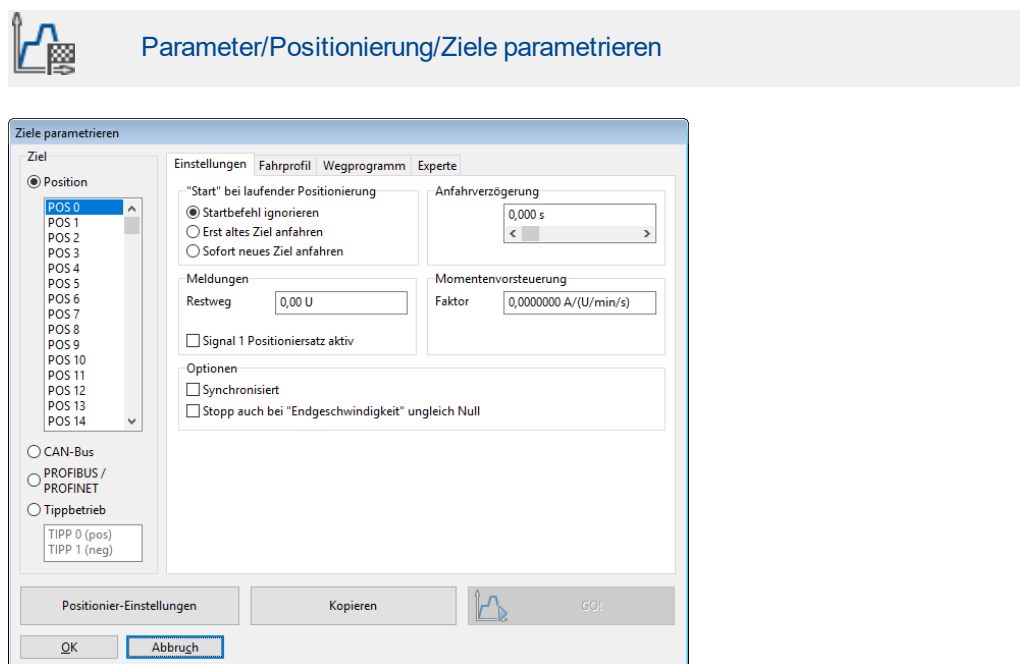 Parameter/Positionierung/Ziele parametrieren
Ziele parametrieren
Ziel
Position
POS 0
POS 1
POS 2
POS 3
POS 4
POS 5
POS 6
POS 7
POS 8
POS 9
POS 10
POS 11
POS 12
POS 13
POS 14
CAN-Bus
PROFIBUS /
PROFINET
Tippbetrieb
TIPP 0 (pos)
TIPP 1 (neg)
Einstellungen Fahrprofil Wegprogramm Experte
"Start" bei laufender Positionierung
Startbefehl ignorieren
Erst altes Ziel anfahren
Sofort neues Ziel anfahren
Anfahrverzögerung
0,000 s
Meldungen
Restweg 0,00 U
Signal 1 Positioniersatz aktiv
Momentenvorsteuerung
Faktor 0,0000000 A/(U/min/s)
Optionen
Synchronisiert
Stopp auch bei "Endgeschwindigkeit" ungleich Null
Positionier-Einstellungen Kopieren GO!
OK Abbruch